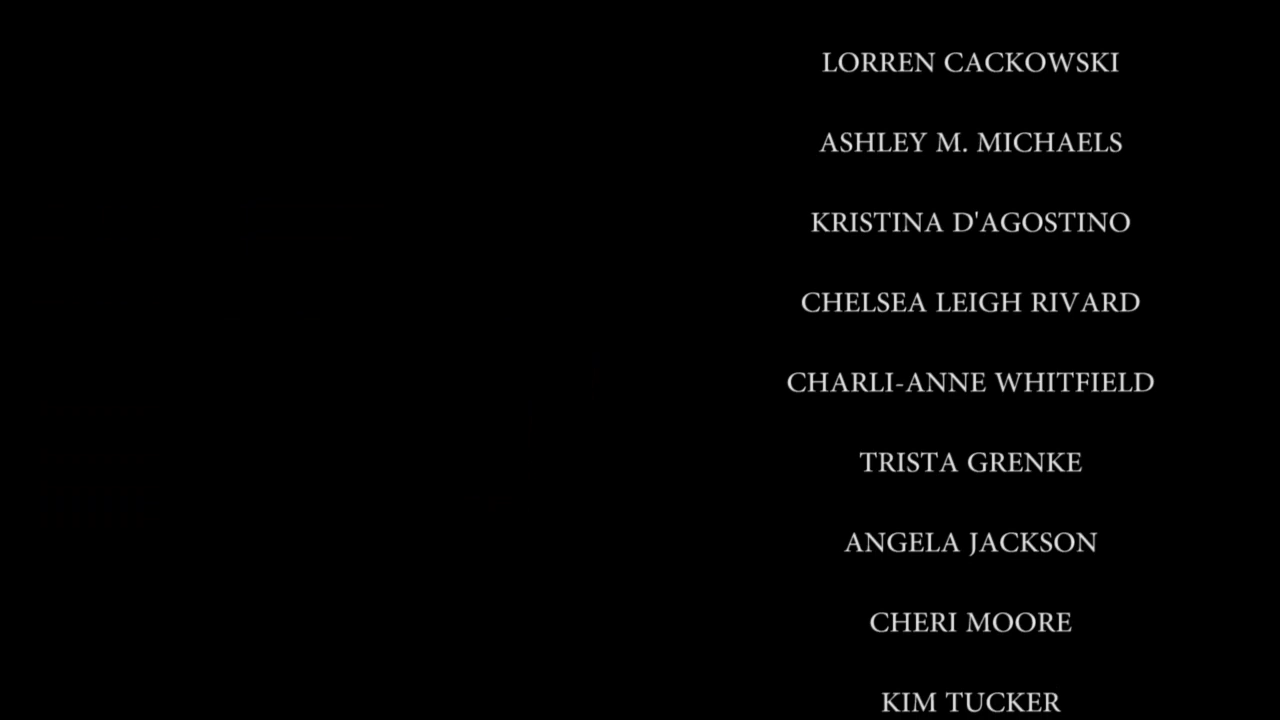 LORREN CACKOWSKI
ASHLEY M. MICHAELS
KRISTINA D'AGOSTINO
CHELSEA LEIGH RIVARD
CHARLI-ANNE WHITFIELD
TRISTA GRENKE
ANGELA JACKSON
CHERI MOORE
KIM TUCKER